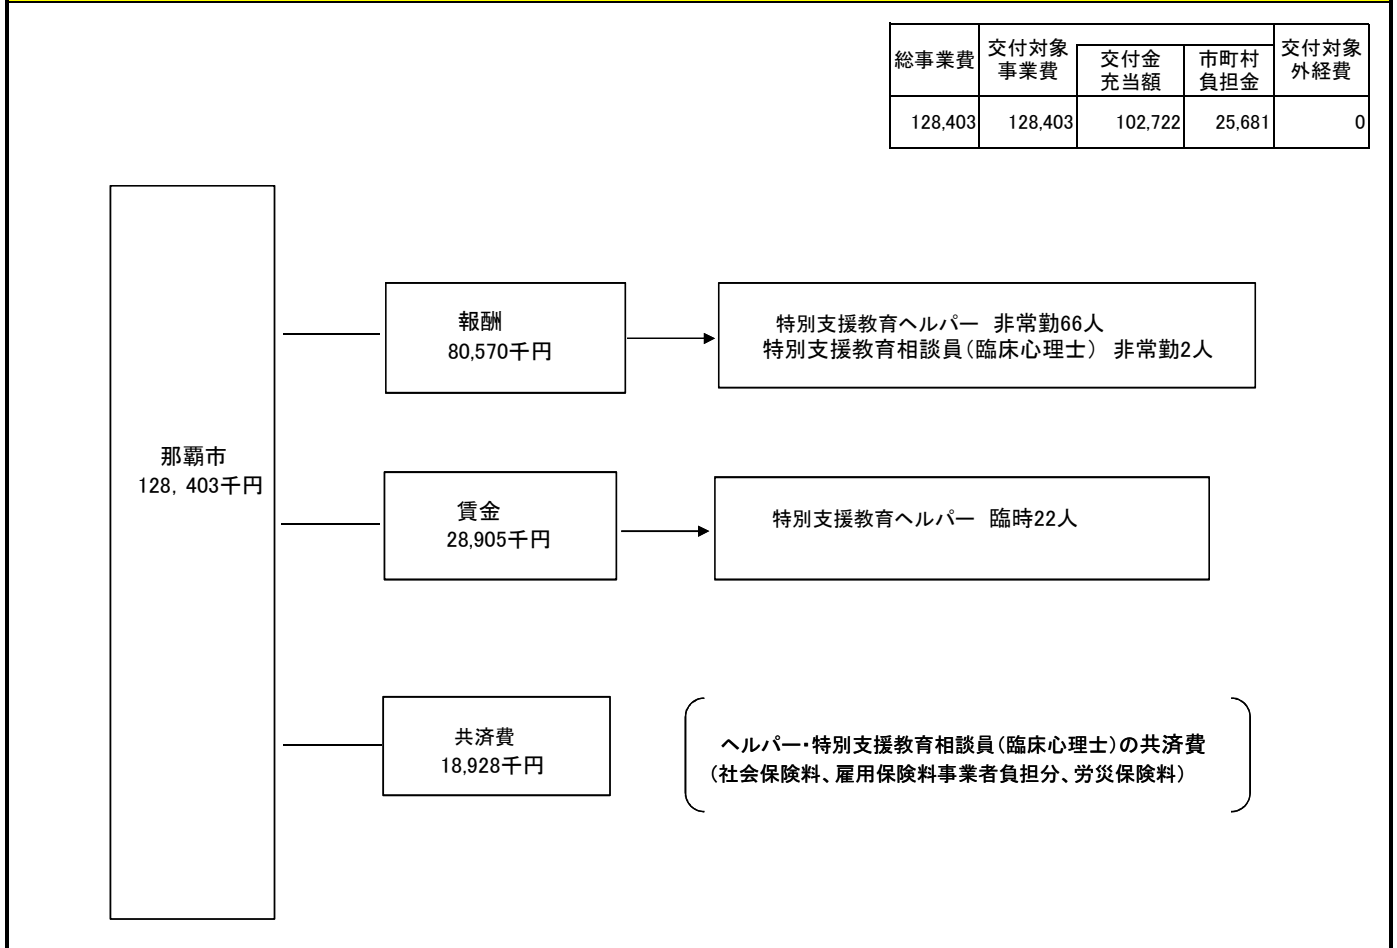 総事業費
交付対象
事業費
交付金
充当額
市町村
負担金
交付対象
外経費
128,403 128,403 102,722 25,681 0
報酬
80,570千円
特別支援教育ヘルパー 非常勤66人
特別支援教育相談員(臨床心理士) 非常勤2人
那覇市
128, 403千円
賃金
28,905千円
特別支援教育ヘルパー 臨時22人
共済費
18,928千円
ヘルパー・特別支援教育相談員(臨床心理士)の共済費
(社会保険料、雇用保険料事業者負担分、労災保険料)